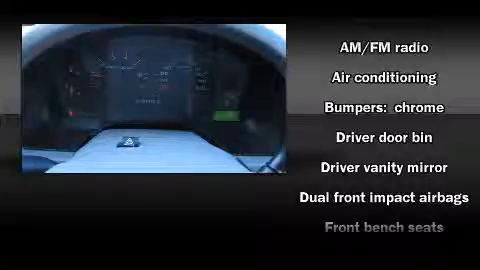 AM/FM radio
Air conditioning
Bumpers:  chrome
Driver door bin
Driver vanity mirror
Dual front impact airbags
Front bench seats